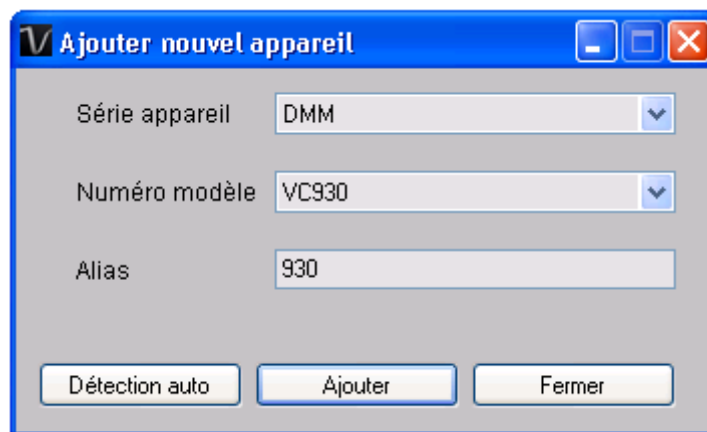 Ajouter nouvel appareil
Série appareil DMM
Numéro modèle VC930
Alias 930
Détection auto Ajouter Fermer